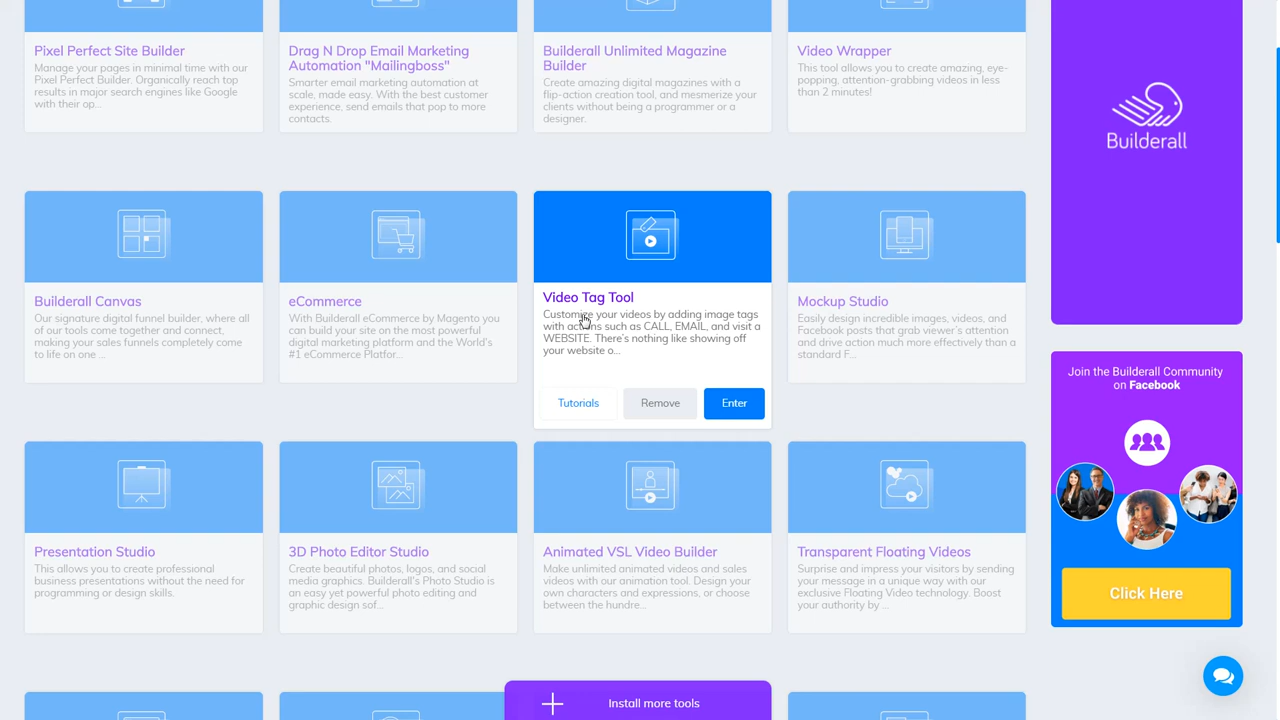 Pixel Perfect Site Builder
Manage your pages in minimal time with our
Pixel Perfect Builder. Organically reach top
results in major search engines like Google
with their op...
Drag N Drop Email Marketing
Automation "Mailingboss"
Smarter email marketing automation at
scale, made easy. With the best customer
experience, send emails that pop to more
contacts.
Builderall Unlimited Magazine
Builder
Create amazing digital magazines with a
flip-action creation tool, and mesmerize your
clients without being a programmer or a
designer.
Video Wrapper
This tool allows you to create amazing, eye-
popping, attention-grabbing videos in less
than 2 minutes!
Builderall
Builderall Canvas
Our signature digital funnel builder, where all
of our tools come together and connect,
making your sales funnels completely come
to life on one ...
eCommerce
With Builderall eCommerce by Magento you
can build your site on the most powerful
digital marketing platform and the World's
#1 eCommerce Platfor...
Video Tag Tool
Customize your videos by adding image tags
with actions such as CALL, EMAIL, and visit a
WEBSITE. There's nothing like showing off
your website o...
Tutorials
Remove
Enter
Mockup Studio
Easily design incredible images, videos, and
Facebook posts that grab viewer's attention
and drive action much more effectively than a
standard F...
Join the Builderall Community
on Facebook
Click Here
Presentation Studio
This allows you to create professional
business presentations without the need for
programming or design skills.
3D Photo Editor Studio
Create beautiful photos, logos, and social
media graphics. Builderall's Photo Studio is
an easy yet powerful photo editing and
graphic design sof...
Animated VSL Video Builder
Make unlimited animated videos and sales
videos with our animation tool. Design your
own characters and expressions, or choose
between the hundre...
Transparent Floating Videos
Surprise and impress your visitors by sending
your message in a unique way with our
exclusive Floating Video technology. Boost
your authority by ...
Install more tools